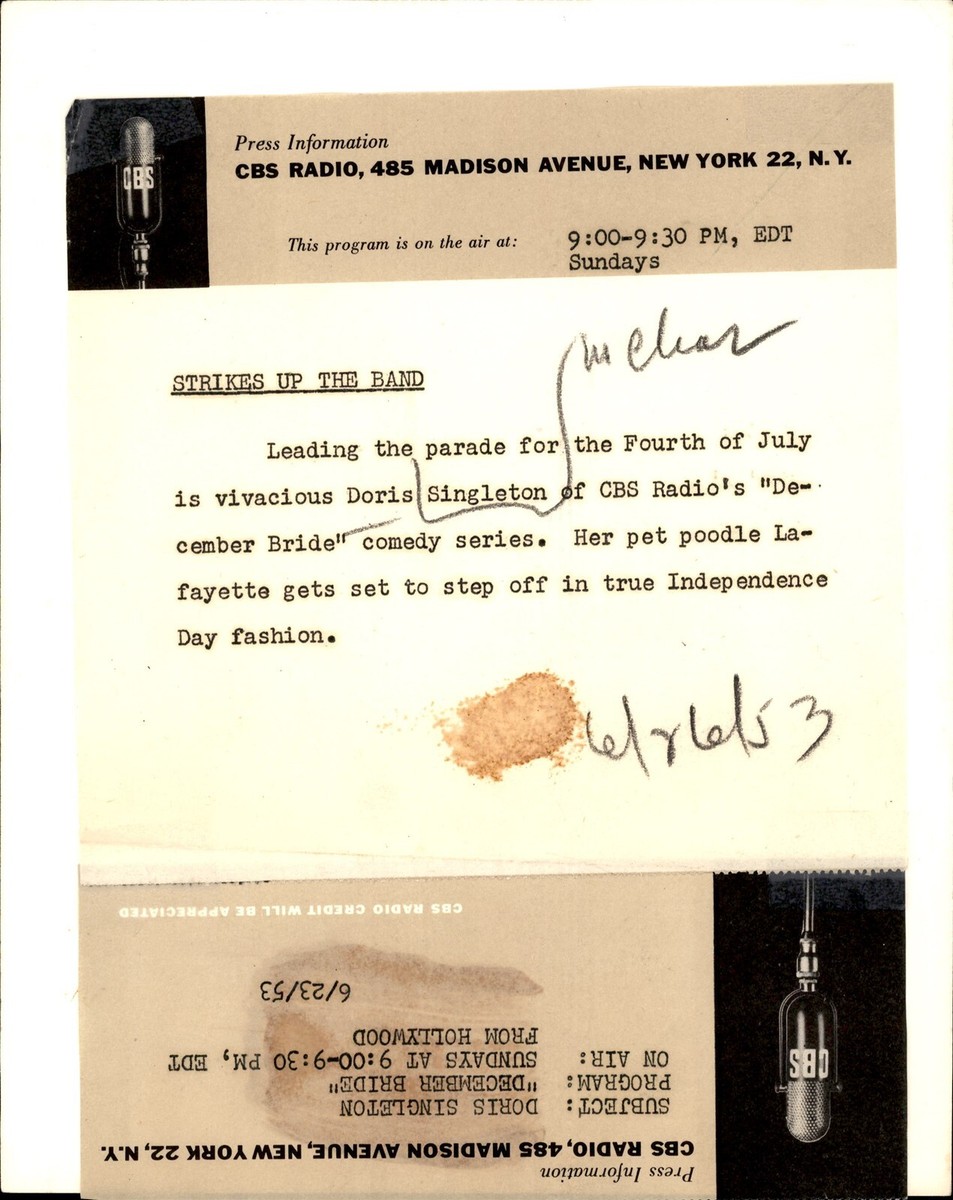 CBS
Press Information
CBS RADIO, 485 MADISON AVENUE, NEW YORK 22, N.Y.
This program is on the air at: 9:00-9:30 PM, EDT
Sundays
STRIKES UP THE BAND
Leading the parade for the Fourth of July
is vivacious Doris Singleton of CBS Radio's "De-
cember Bride" comedy series. Her pet poodle La-
fayette gets set to step off in true Independence
Day fashion.
6/26/53
Press Information
CBS RADIO, 485 MADISON AVENUE, NEW YORK 22, N.Y.
SUBJECT: DORIS SINGLETON
PROGRAM: "DECEMBER BRIDE"
ON AIR: SUNDAYS AT 9:00-9:30 PM, EDT
FROM HOLLYWOOD
6/23/53
CBS RADIO CREDIT WILL BE APPRECIATED
CBS